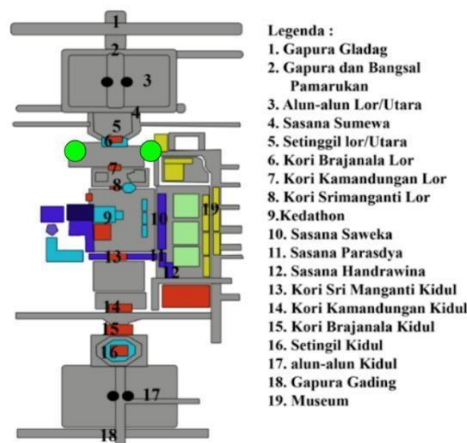 Legenda :
1. Gapura Gladag
2. Gapura dan Bangsal
Pamarukan
3. Alun-alun Lor/Utara
4. Sasana Sumewa
5. Setinggil lor/Utara
6. Kori Brajanala Lor
7. Kori Kamandungan Lor
8. Kori Srimanganti Lor
9.Kedathon
10. Sasana Saweka
11. Sasana Parasdya
12. Sasana Handrawina
13. Kori Sri Manganti Kidul
14. Kori Kamandungan Kidul
15. Kori Brajanala Kidul
16. Setingil Kidul
17. alun-alun Kidul
18. Gapura Gading
19. Museum
1
2
3
4
5
6
7
8
9
10
19
11
13
12
14
15
16
17
18